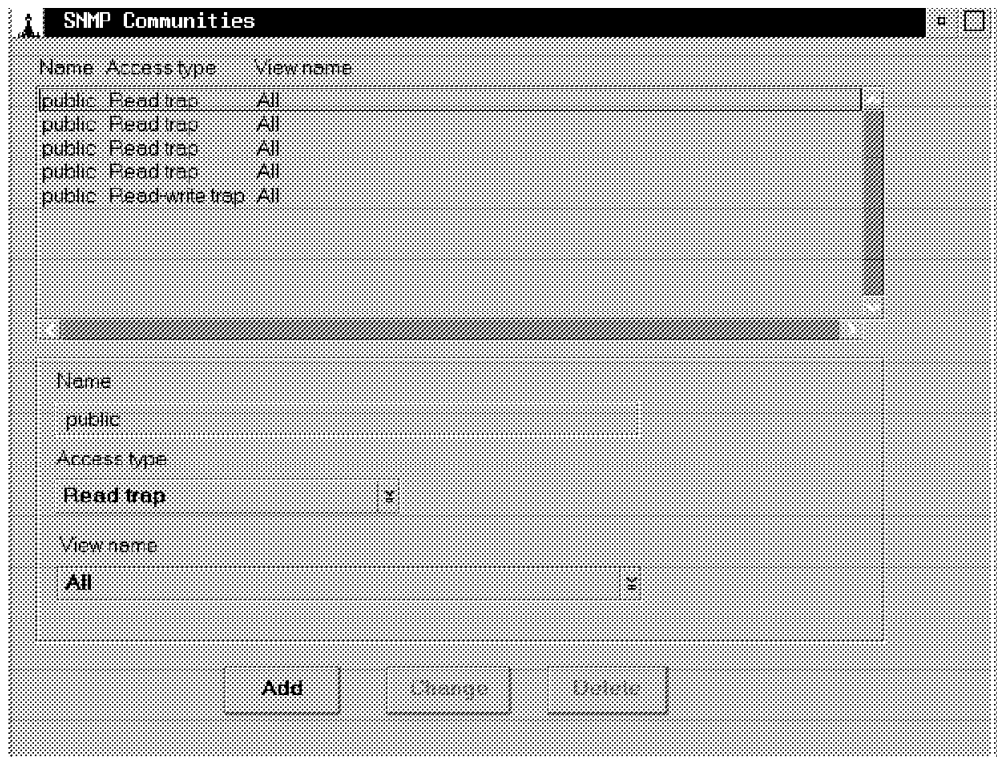 SNMP Communities
Name Access type View name
public Read trap All
public Read trap All
public Read trap All
public Read trap All
public Read-write trap All
Name
public
Access type
Read trap
View name
All
Add Change Delete